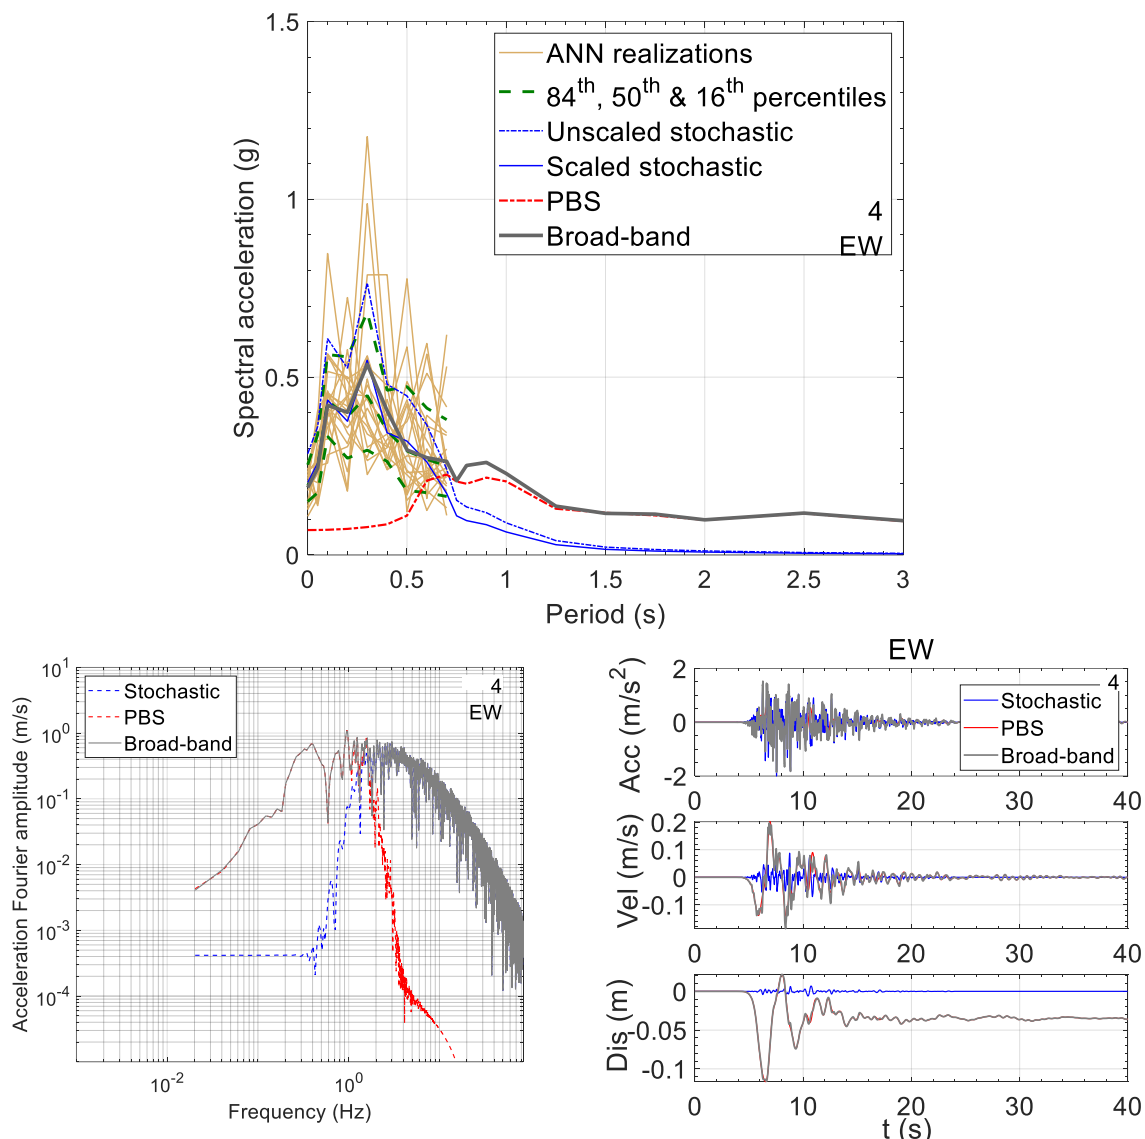 1.5
1
0.5
0
Spectral acceleration (g)
ANN realizations
84th, 50th & 16th percentiles
Unscaled stochastic
Scaled stochastic
PBS
Broad-band
4
EW
0 0.5 1 1.5 2 2.5 3
Period (s)
10^1
10^0
10^-1
10^-2
10^-3
10^-4
Acceleration Fourier amplitude (m/s)
Stochastic
PBS
Broad-band
4
EW
10^-2 10^0
Frequency (Hz)
EW
2
0
-2
Acc (m/s^2)
4
Stochastic
PBS
Broad-band
0 10 20 30 40
0.2
0.1
0
-0.1
Vel (m/s)
0 10 20 30 40
0
-0.05
-0.1
Dis (m)
0 10 20 30 40
t (s)